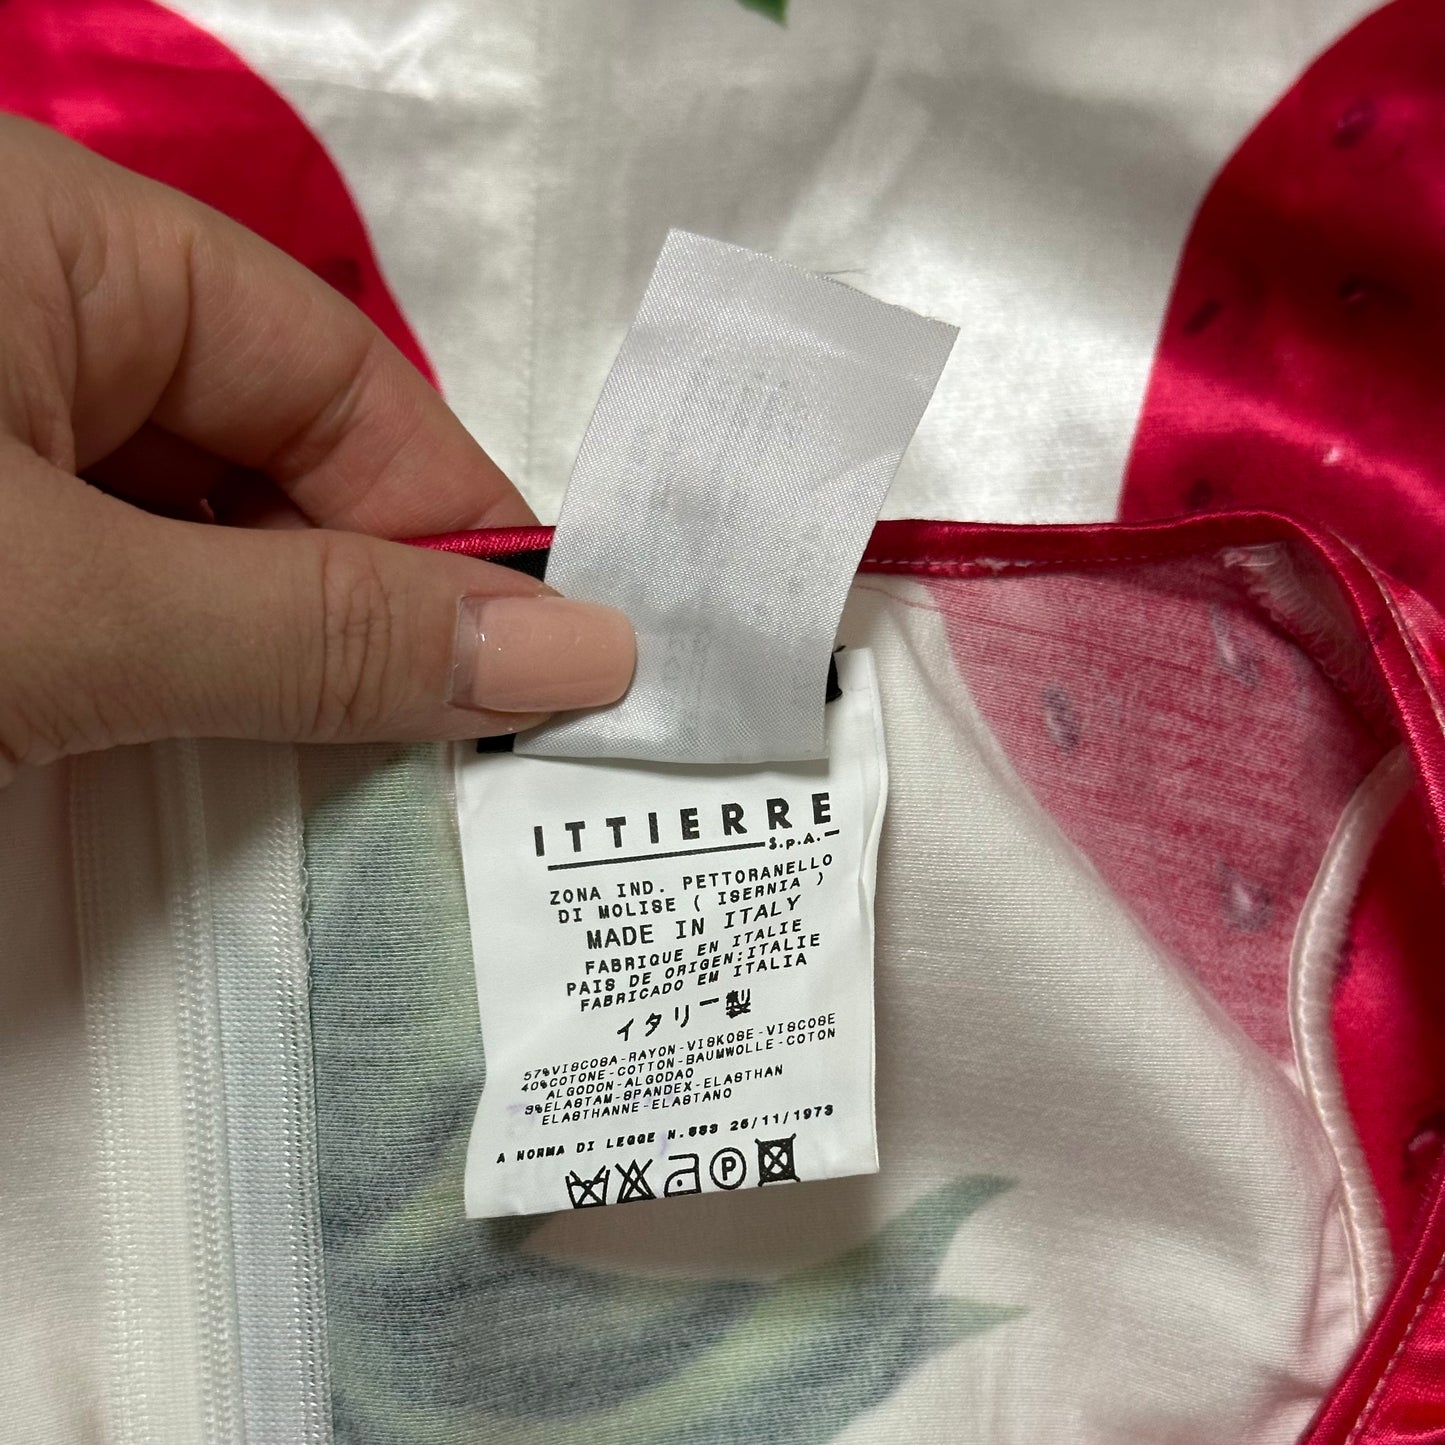 ITTIERRE
S.p.A.
ZONA IND. PETTORANELLO
DI MOLISE ( ISERNIA )
MADE IN ITALY
FABRIQUE EN ITALIE
PAIS DE ORIGEN:ITALIE
FABRICADO EM ITALIA
イタリー製
57%VISCOSA-RAYON-VISKOSE-VISCOSE
40%COTONE-COTTON-BAUMWOLLE-COTON
ALGODON-ALGODAO
3%ELASTAM-SPANDEX-ELASTHAN
ELASTHANNE-ELASTANO
A NORMA DI LEGGE N.883 26/11/1973
P